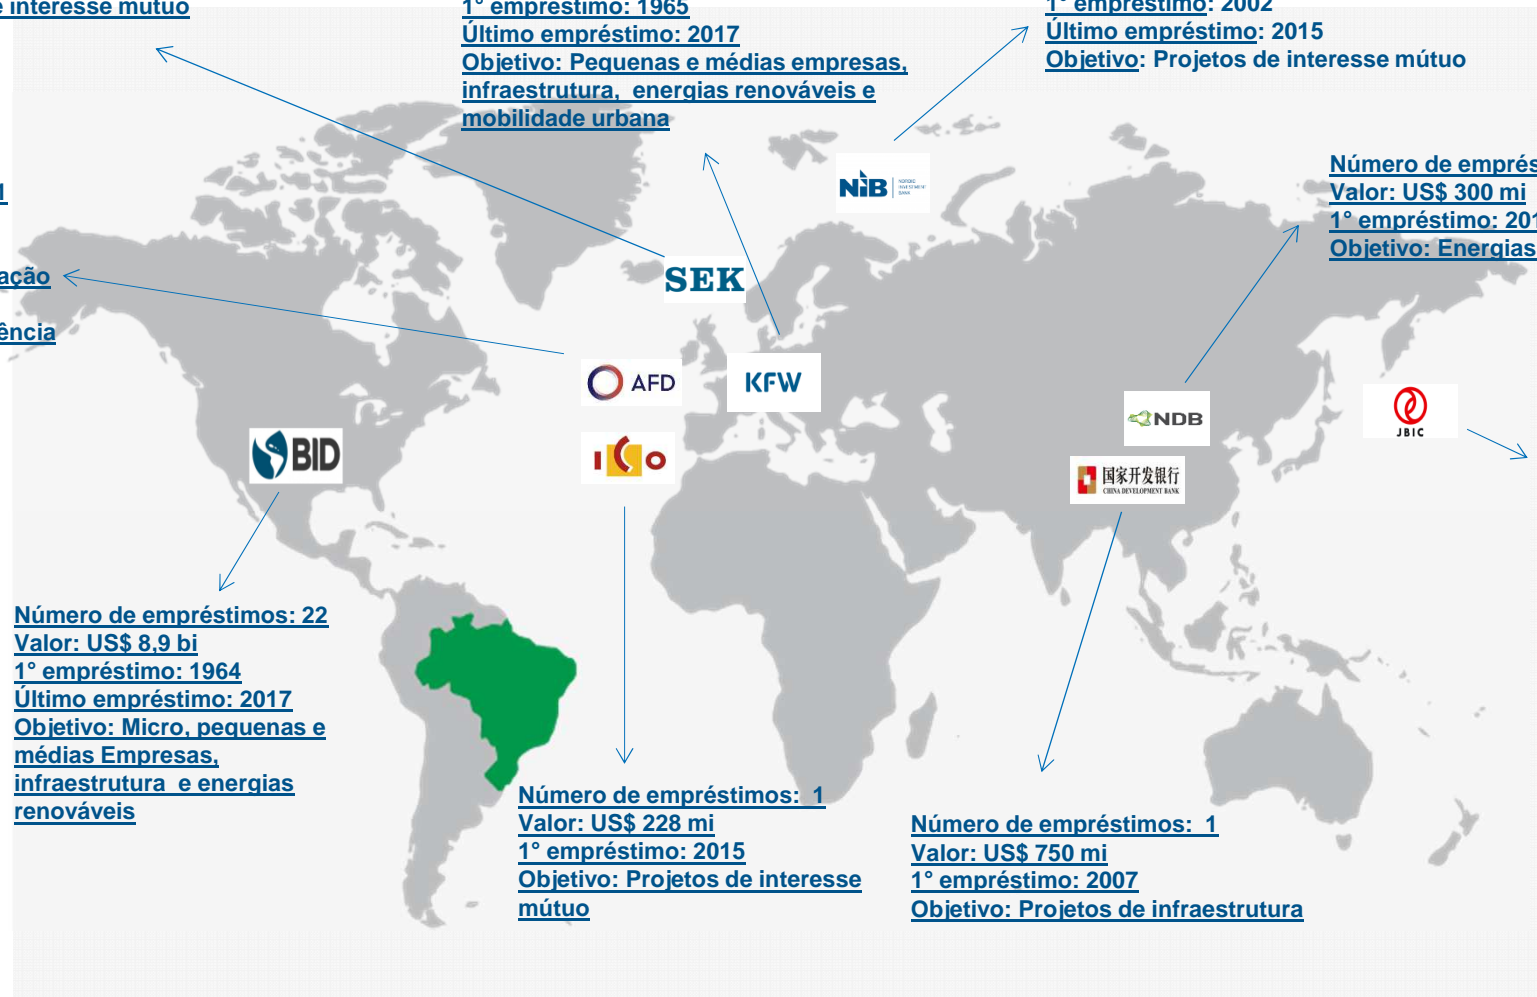 e interesse mútuo
1° empréstimo: 1965
Último empréstimo: 2017
Objetivo: Pequenas e médias empresas,
infraestrutura, energias renováveis e
mobilidade urbana
1° empréstimo: 2002
Último empréstimo: 2015
Objetivo: Projetos de interesse mútuo
NIB
Número de emprés
Valor: US$ 300 mi
1° empréstimo: 201
Objetivo: Energias
1
ação
ência
SEK
AFD
KFW
NDB
JBIC
BID
ICO
国家开发银行
CHINA DEVELOPMENT BANK
Número de empréstimos: 22
Valor: US$ 8,9 bi
1° empréstimo: 1964
Último empréstimo: 2017
Objetivo: Micro, pequenas e
médias Empresas,
infraestrutura e energias
renováveis
Número de empréstimos: 1
Valor: US$ 228 mi
1° empréstimo: 2015
Objetivo: Projetos de interesse
mútuo
Número de empréstimos: 1
Valor: US$ 750 mi
1° empréstimo: 2007
Objetivo: Projetos de infraestrutura